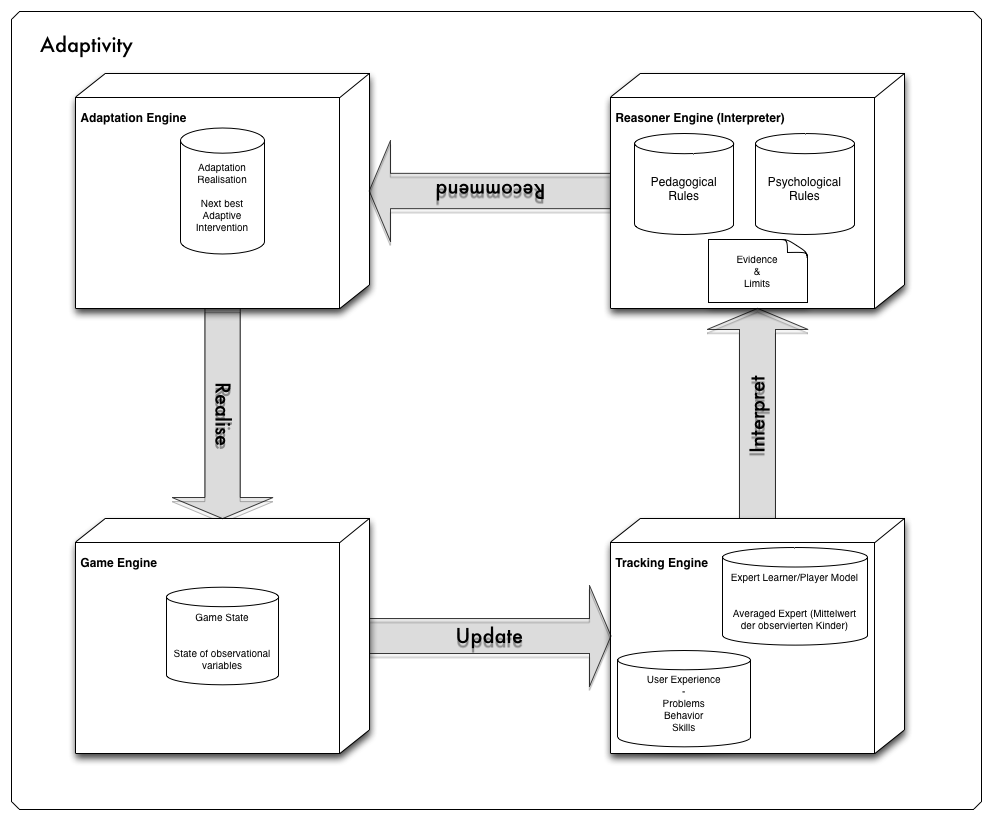 Adaptivity
Adaptation Engine
Adaptation
Realisation
Next best
Adaptive
Intervention
Recommend
Reasoner Engine (Interpreter)
Pedagogical
Rules
Psychological
Rules
Evidence
&
Limits
Realise
Interpret
Game Engine
Game State
State of observational
variables
Update
Tracking Engine
Expert Learner/Player Model
Averaged Expert (Mittelwert
der observierten Kinder)
User Experience
-
Problems
Behavior
Skills